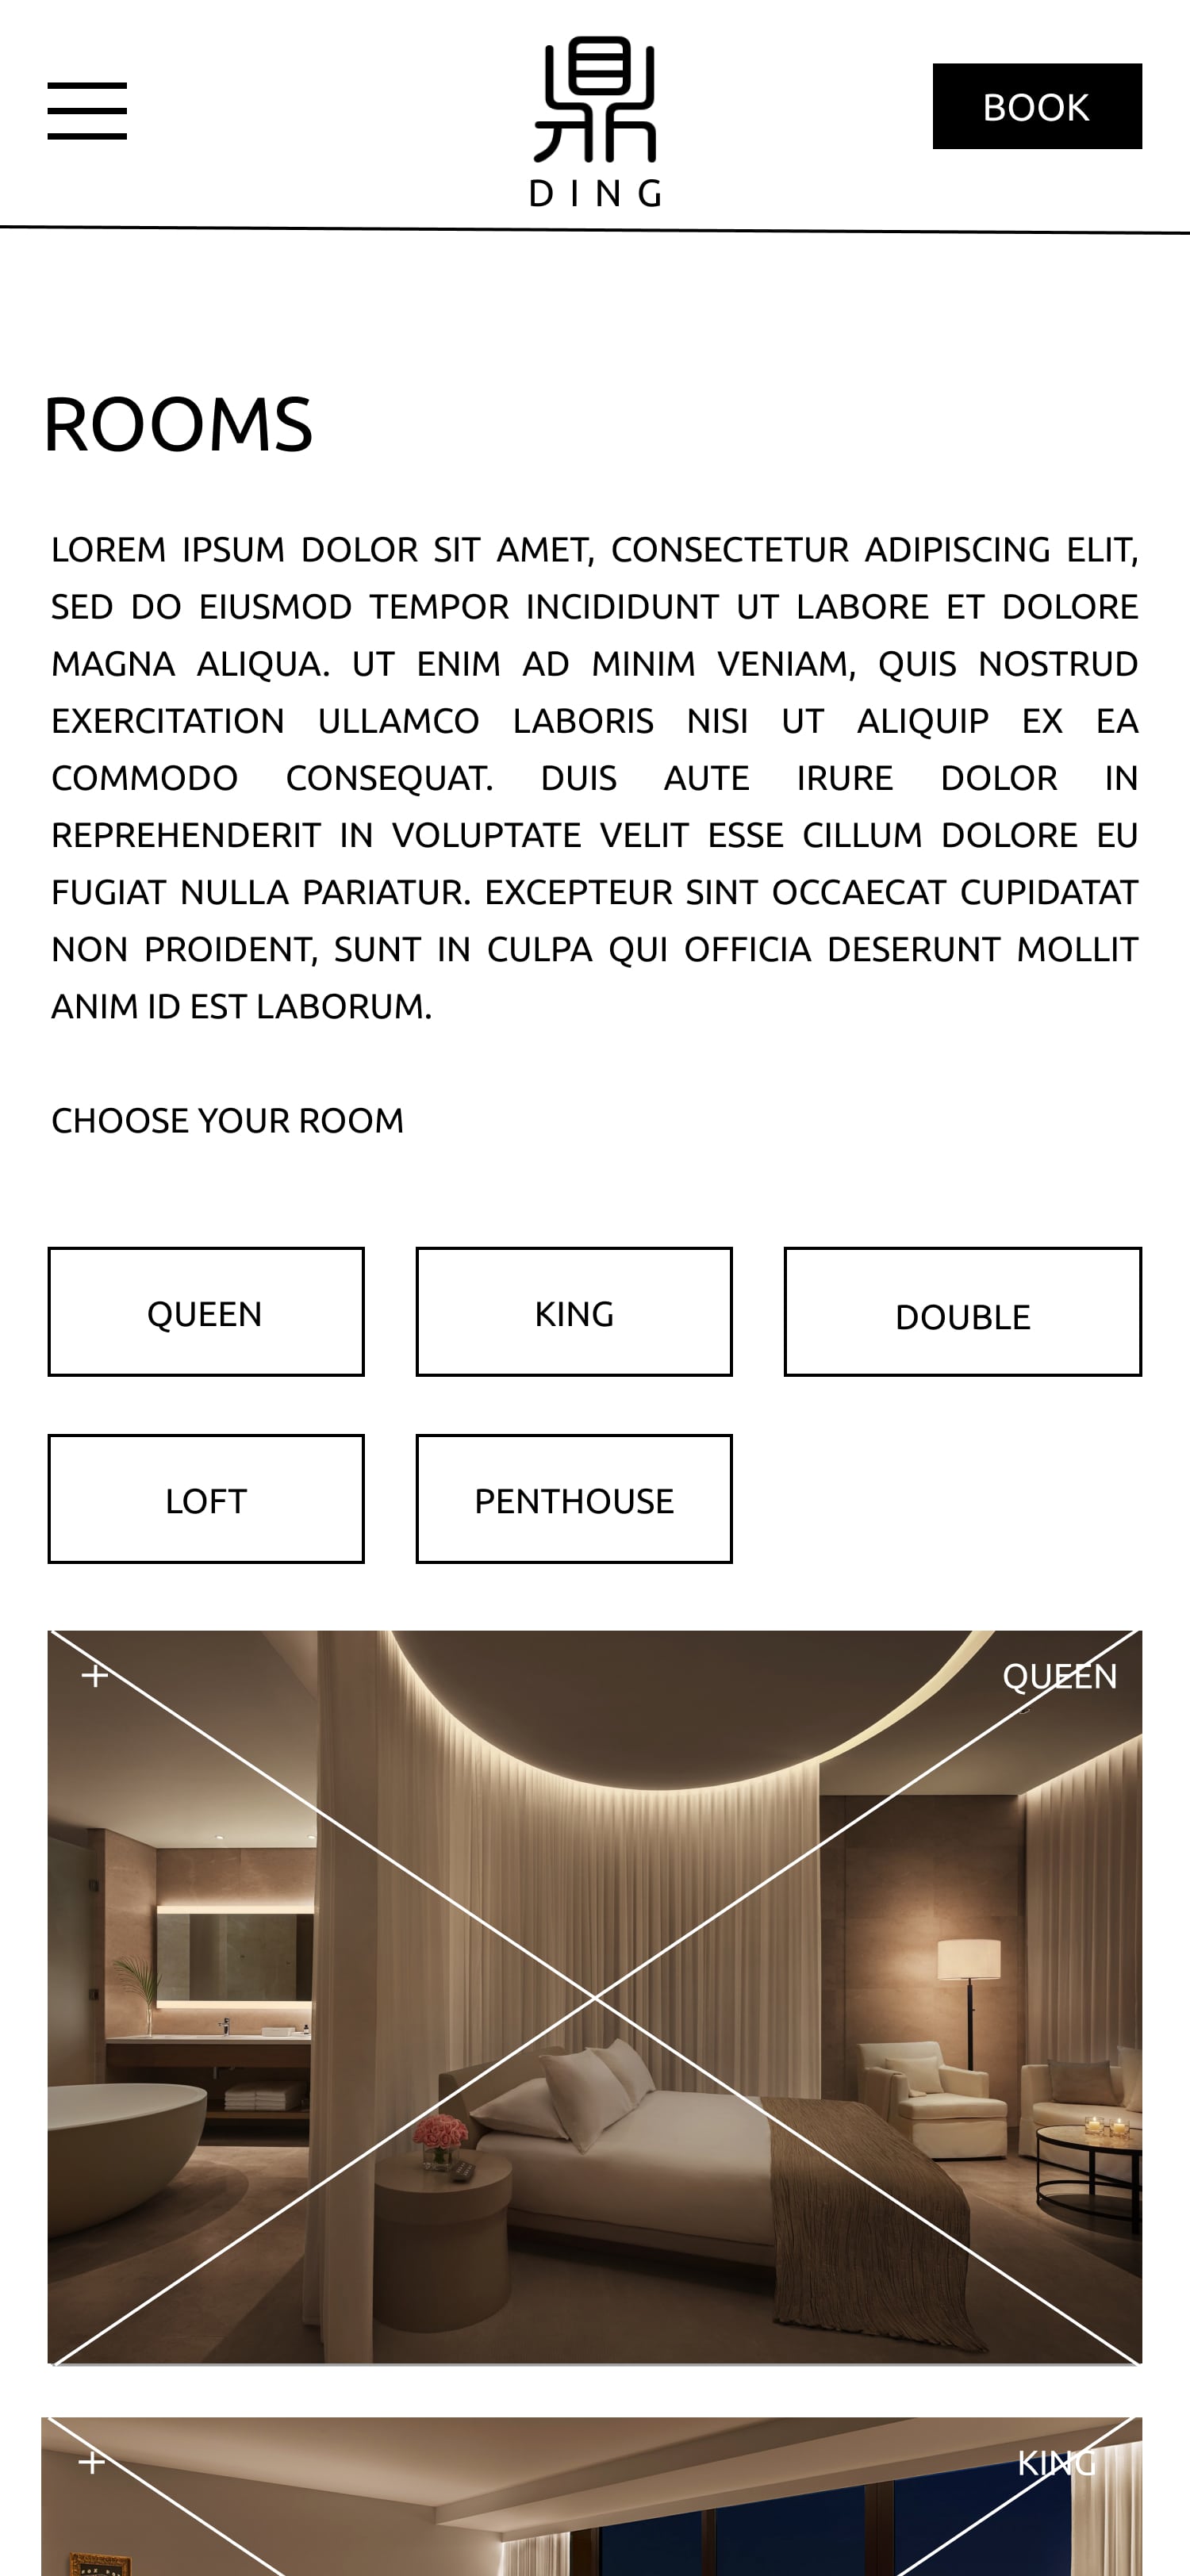 鼎
DING
BOOK
ROOMS
LOREM IPSUM DOLOR SIT AMET, CONSECTETUR ADIPISCING ELIT,
SED DO EIUSMOD TEMPOR INCIDIDUNT UT LABORE ET DOLORE
MAGNA ALIQUA. UT ENIM AD MINIM VENIAM, QUIS NOSTRUD
EXERCITATION ULLAMCO LABORIS NISI UT ALIQUIP EX EA
COMMODO CONSEQUAT. DUIS AUTE IRURE DOLOR IN
REPREHENDERIT IN VOLUPTATE VELIT ESSE CILLUM DOLORE EU
FUGIAT NULLA PARIATUR. EXCEPTEUR SINT OCCAECAT CUPIDATAT
NON PROIDENT, SUNT IN CULPA QUI OFFICIA DESERUNT MOLLIT
ANIM ID EST LABORUM.
CHOOSE YOUR ROOM
QUEEN
KING
DOUBLE
LOFT
PENTHOUSE
+
QUEEN
+
KING